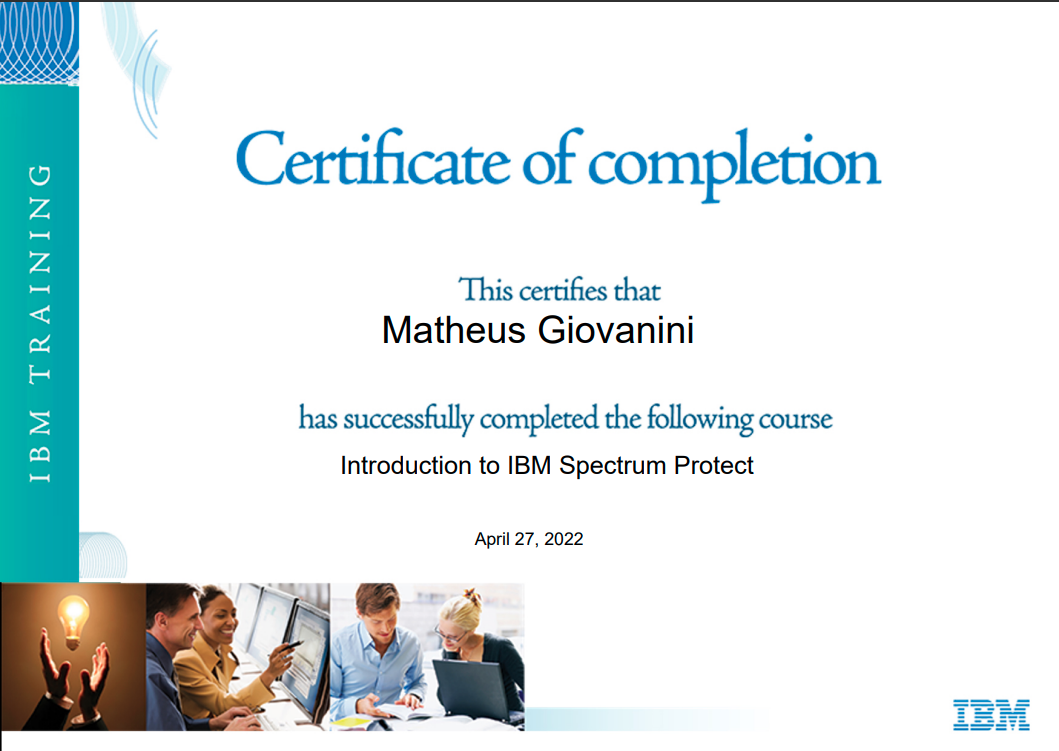 IBM TRAINING
Certificate of completion
This certifies that
Matheus Giovanini
has successfully completed the following course
Introduction to IBM Spectrum Protect
April 27, 2022
IBM